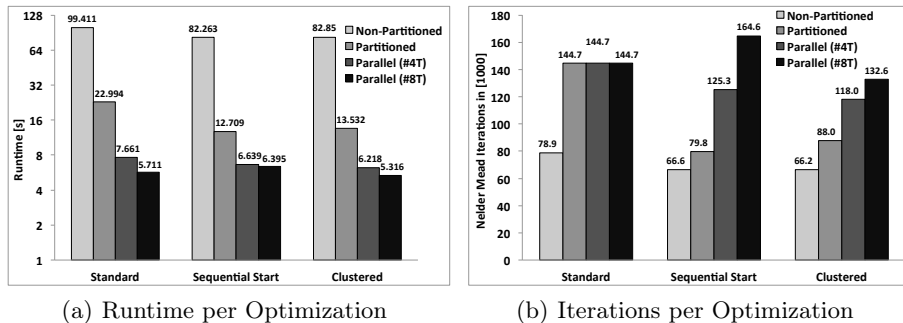 128
64
32
16
8
4
2
1
Runtime [s]
99.411
22.994
7.661
5.711
82.263
12.709
6.639
6.395
82.85
13.532
6.218
5.316
Non-Partitioned
Partitioned
Parallel (#4T)
Parallel (#8T)
Standard
Sequential Start
Clustered
(a) Runtime per Optimization
180
160
140
120
100
80
60
40
20
0
Nelder Mead Iterations in [1000]
78.9
144.7
144.7
144.7
66.6
79.8
125.3
164.6
66.2
88.0
118.0
132.6
Non-Partitioned
Partitioned
Parallel (#4T)
Parallel (#8T)
Standard
Sequential Start
Clustered
(b) Iterations per Optimization